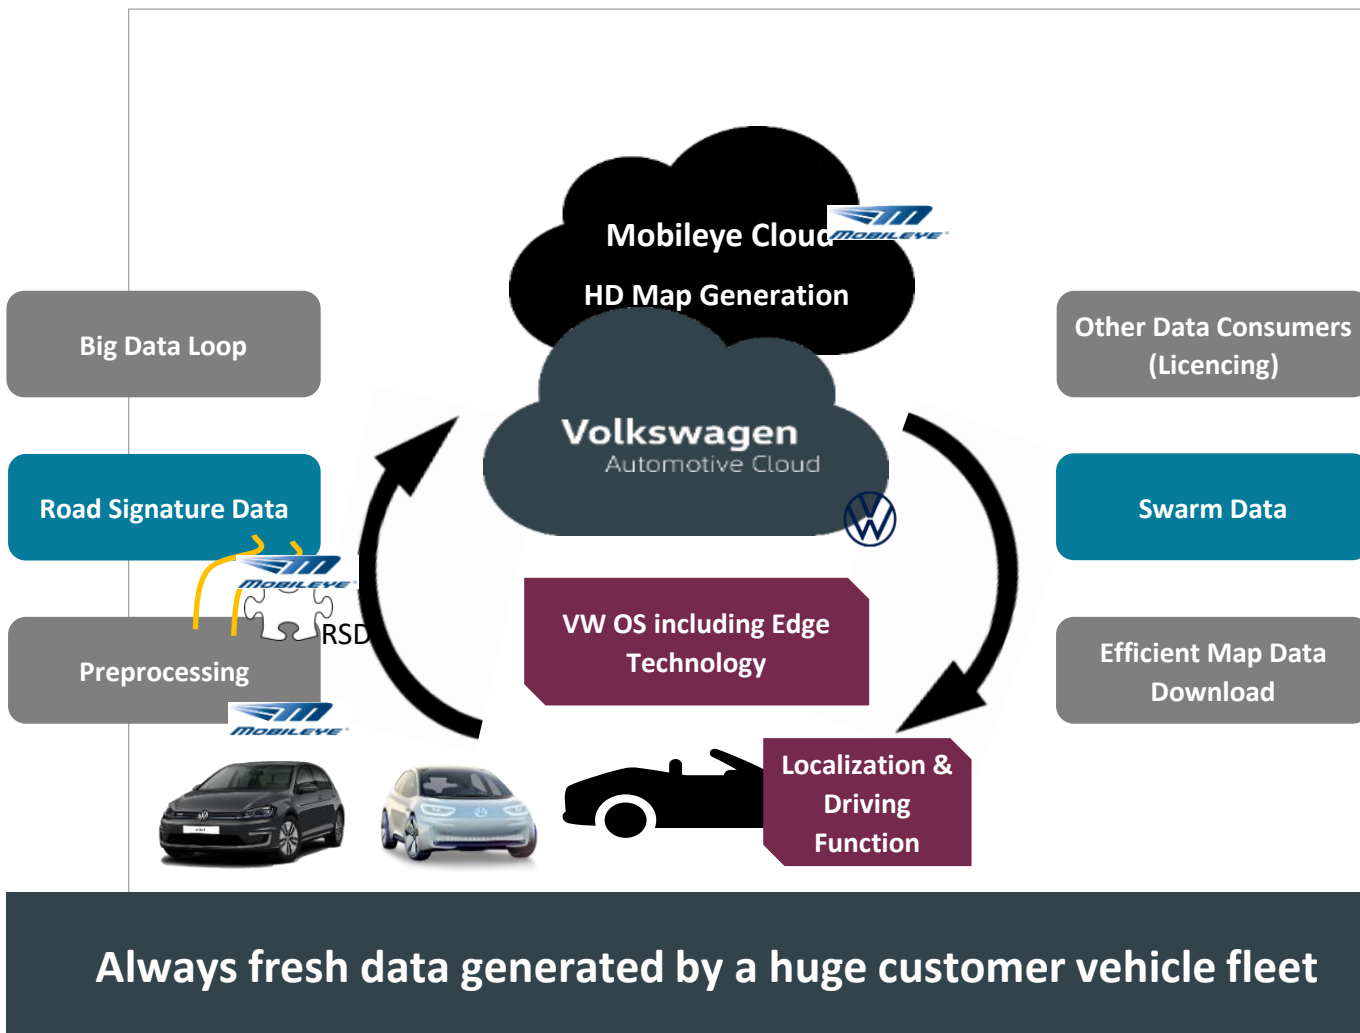 Mobileye Cloud
MOBILEYE®
HD Map Generation
Big Data Loop
Other Data Consumers
(Licencing)
Volkswagen
Automotive Cloud
Road Signature Data
Swarm Data
MOBILEYE®
RSD
VW OS including Edge
Technology
Preprocessing
Efficient Map Data
Download
MOBILEYE®
Localization &
Driving
Function
Always fresh data generated by a huge customer vehicle fleet